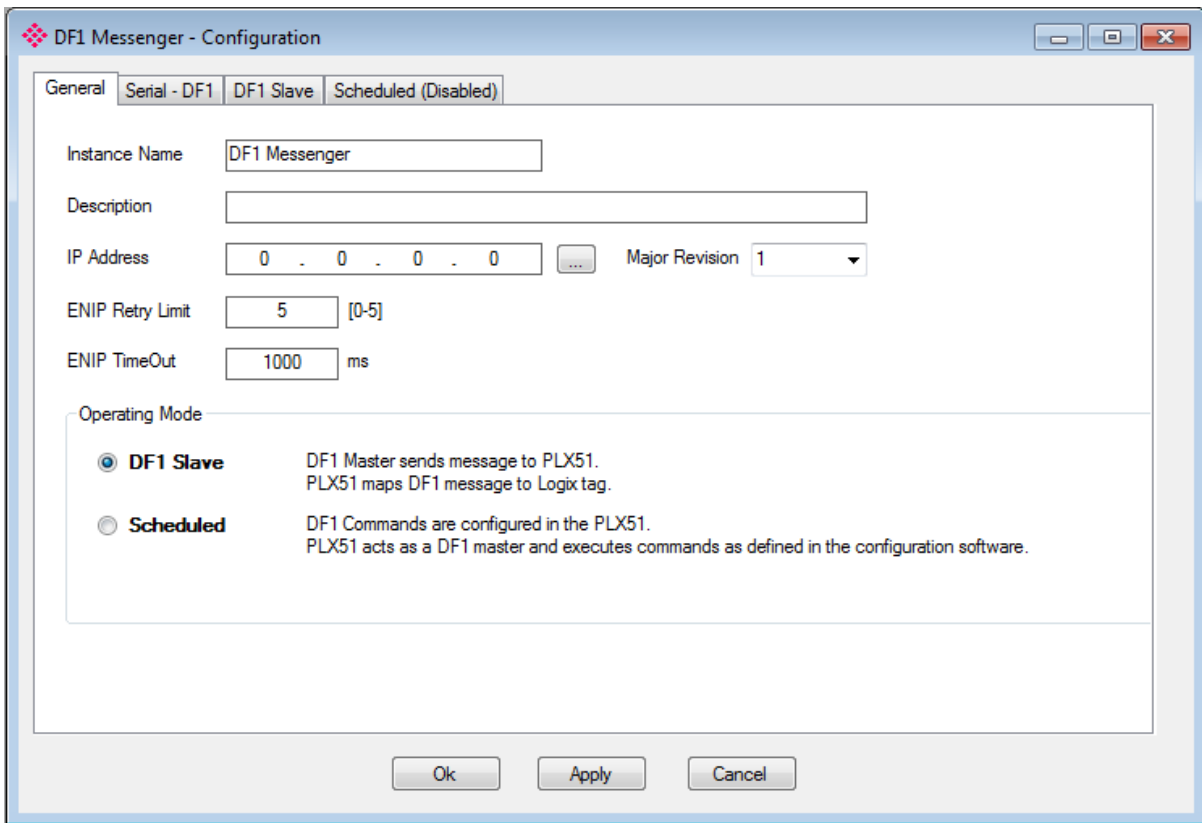 DF1 Messenger - Configuration
General Serial - DF1 DF1 Slave Scheduled (Disabled)
Instance Name DF1 Messenger
Description
IP Address 0 . 0 . 0 . 0 ... Major Revision 1
ENIP Retry Limit 5 [0-5]
ENIP TimeOut 1000 ms
Operating Mode
DF1 Slave DF1 Master sends message to PLX51.
PLX51 maps DF1 message to Logix tag.
Scheduled DF1 Commands are configured in the PLX51.
PLX51 acts as a DF1 master and executes commands as defined in the configuration software.
Ok Apply Cancel